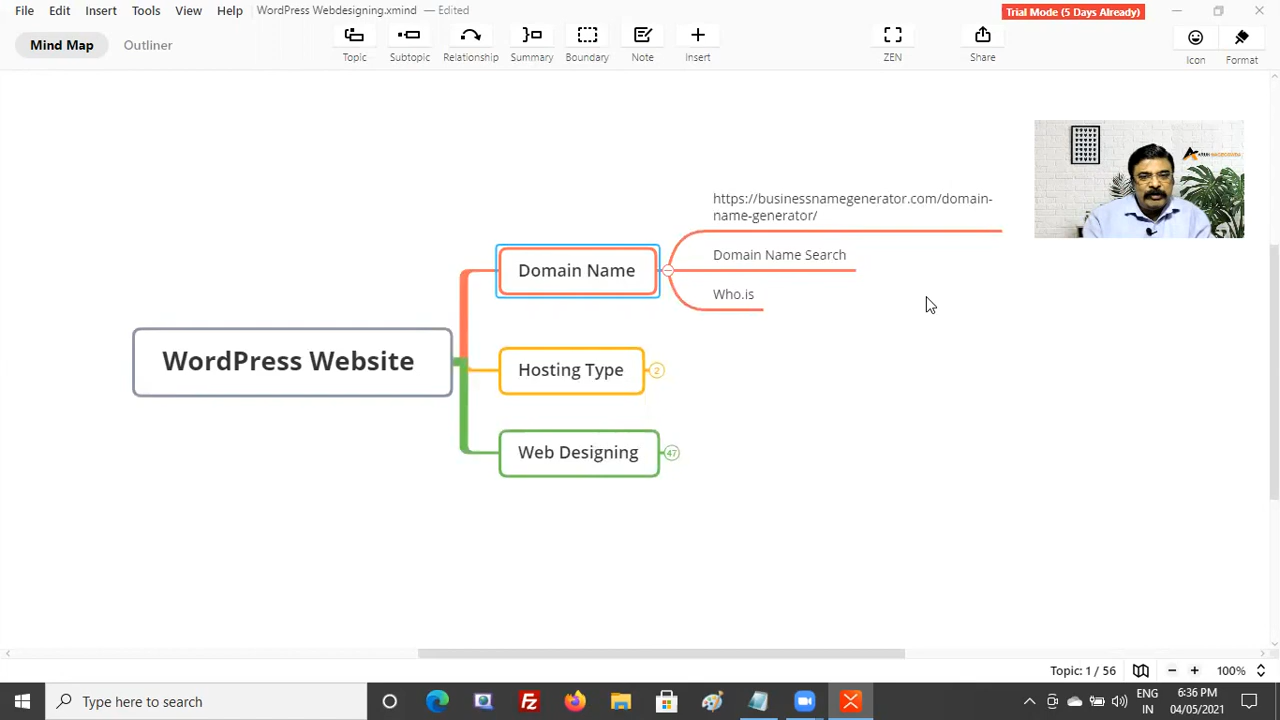 File Edit Insert Tools View Help WordPress Webdesigning.xmind — Edited Trial Mode (5 Days Already)
Mind Map Outliner
Topic Subtopic Relationship Summary Boundary Note Insert ZEN Share Icon Format
https://businessnamegenerator.com/domain-
name-generator/
Domain Name Search
Domain Name
Who.is
WordPress Website
Hosting Type 2
Web Designing 47
Topic: 1 / 56 100%
Type here to search
ENG
IN
6:36 PM
04/05/2021